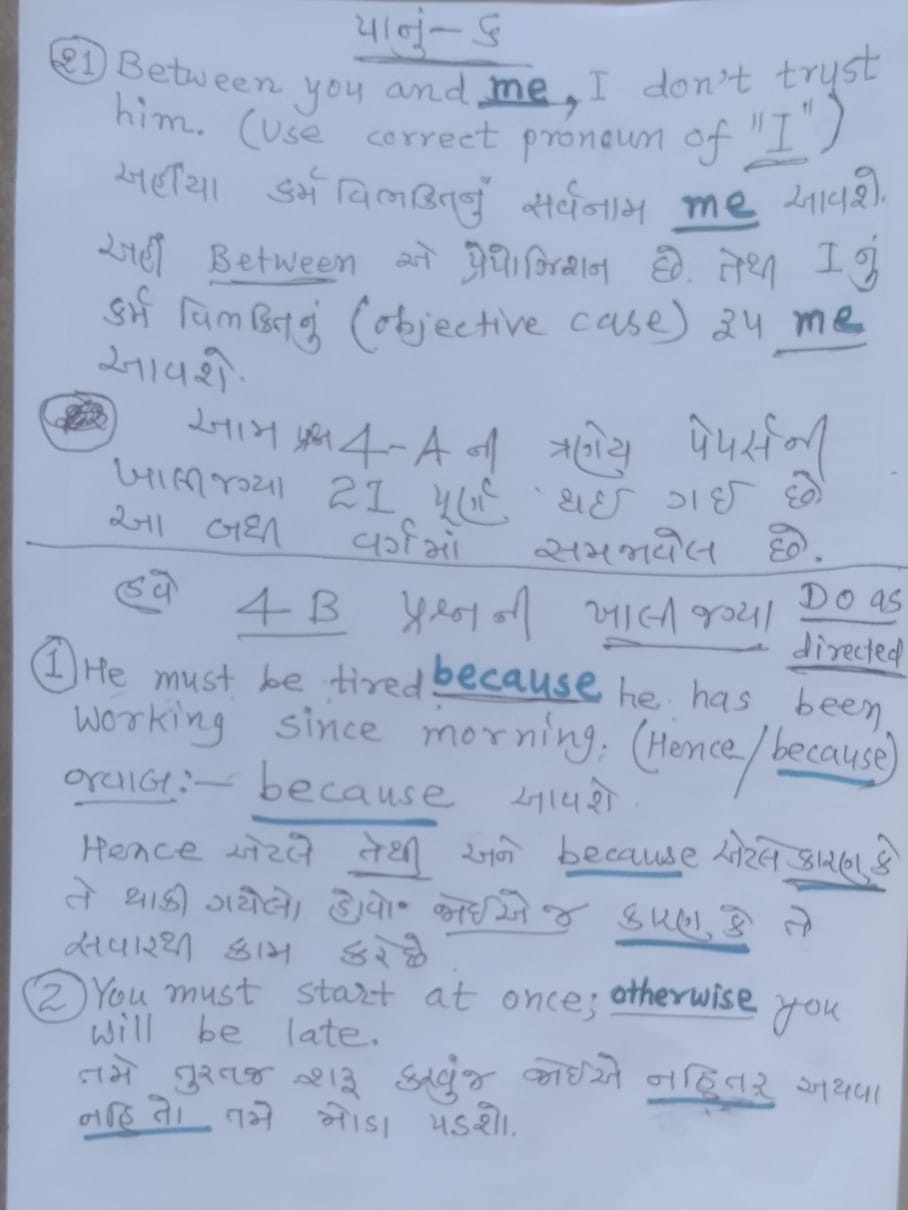 પાનું - ૬
(21) Between you and me, I don't tryst
him. (Use correct pronoun of "I")
અહીંયા કર્મ વિભક્તિનું સર્વનામ me આવશે.
અહીં Between એ પ્રેપોઝિશન છે. તેથી I નું
કર્મ વિભક્તિનું (objective case) રૂપ me
આવશે.
આમ પ્રશ્ન 4-A ની ત્રણેય પેપર્સની
ખાલીજગ્યા 21 પૂર્ણ થઈ ગઈ છે
આ બધી વર્ગમાં સમજાવેલ છે.
હવે 4 B પ્રશ્ન ની ખાલી જગ્યા Do as
directed
(1) He must be tired because he has been
working since morning. (Hence/because)
જવાબ:- because આવશે.
Hence એટલે તેથી અને because એટલે કારણ કે
તે થાકી ગયેલો હોવો જોઈએ જ કારણ કે તે
સવારથી કામ કરે છે
(2) You must start at once; otherwise you
will be late.
તમે તુરતજ શરૂ કરવુંજ જોઈએ નહિતર અથવા
નહિ તો તમે મોડા પડશો.